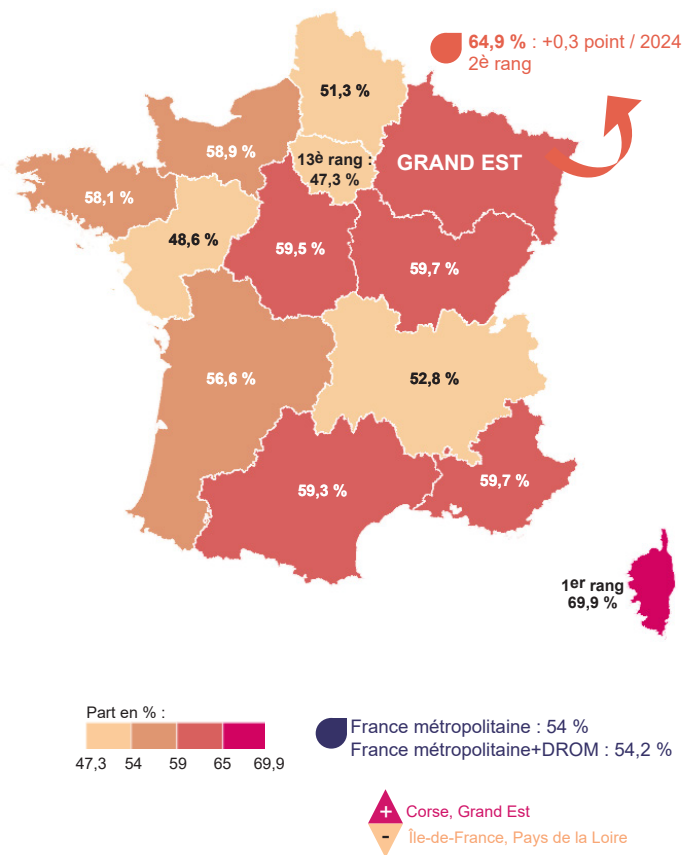 64,9 % : +0,3 point / 2024
2è rang
51,3 %
GRAND EST
58,9 %
13è rang :
47,3 %
58,1 %
48,6 %
59,5 %
59,7 %
56,6 %
52,8 %
59,3 %
59,7 %
1er rang
69,9 %
Part en % :
47,3 54 59 65 69,9
France métropolitaine : 54 %
France métropolitaine+DROM : 54,2 %
+ Corse, Grand Est
- Île-de-France, Pays de la Loire